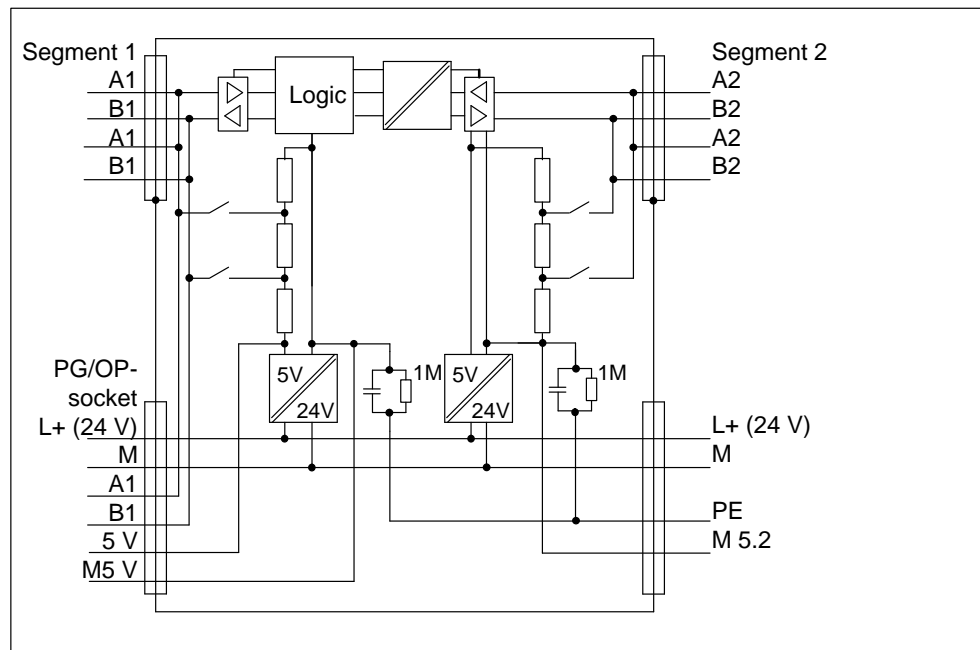 Segment 1
A1
B1
A1
B1
Logic
Segment 2
A2
B2
A2
B2
5V
24V
1M
5V
24V
1M
PG/OP-
socket
L+ (24 V)
M
A1
B1
5 V
M5 V
L+ (24 V)
M
PE
M 5.2